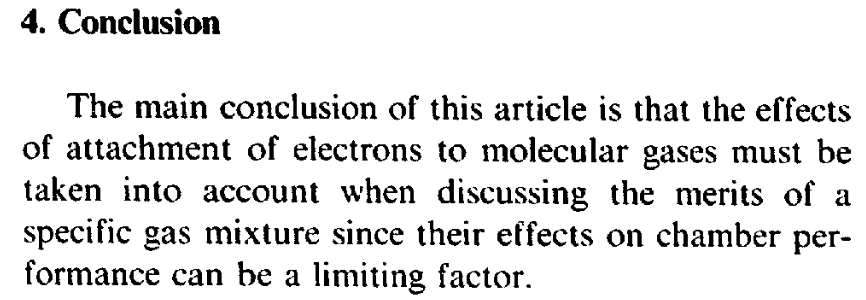 4. Conclusion
The main conclusion of this article is that the effects
of attachment of electrons to molecular gases must be
taken into account when discussing the merits of a
specific gas mixture since their effects on chamber per-
formance can be a limiting factor.